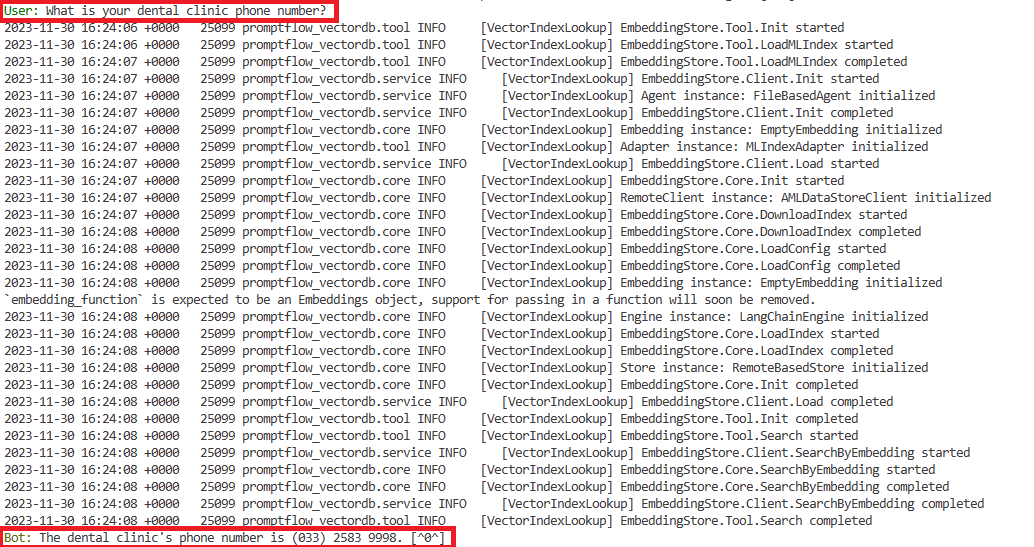 User: What is your dental clinic phone number?
2023-11-30 16:24:06 +0000 25099 promptflow_vectordb.tool INFO [VectorIndexLookup] EmbeddingStore.Tool.Init started
2023-11-30 16:24:06 +0000 25099 promptflow_vectordb.tool INFO [VectorIndexLookup] EmbeddingStore.Tool.LoadMLIndex started
2023-11-30 16:24:07 +0000 25099 promptflow_vectordb.tool INFO [VectorIndexLookup] EmbeddingStore.Tool.LoadMLIndex completed
2023-11-30 16:24:07 +0000 25099 promptflow_vectordb.service INFO [VectorIndexLookup] EmbeddingStore.Client.Init started
2023-11-30 16:24:07 +0000 25099 promptflow_vectordb.service INFO [VectorIndexLookup] Agent instance: FileBasedAgent initialized
2023-11-30 16:24:07 +0000 25099 promptflow_vectordb.service INFO [VectorIndexLookup] EmbeddingStore.Client.Init completed
2023-11-30 16:24:07 +0000 25099 promptflow_vectordb.core INFO [VectorIndexLookup] Embedding instance: EmptyEmbedding initialized
2023-11-30 16:24:07 +0000 25099 promptflow_vectordb.tool INFO [VectorIndexLookup] Adapter instance: MLIndexAdapter initialized
2023-11-30 16:24:07 +0000 25099 promptflow_vectordb.service INFO [VectorIndexLookup] EmbeddingStore.Client.Load started
2023-11-30 16:24:07 +0000 25099 promptflow_vectordb.core INFO [VectorIndexLookup] EmbeddingStore.Core.Init started
2023-11-30 16:24:07 +0000 25099 promptflow_vectordb.core INFO [VectorIndexLookup] RemoteClient instance: AMLDataStoreClient initialized
2023-11-30 16:24:07 +0000 25099 promptflow_vectordb.core INFO [VectorIndexLookup] EmbeddingStore.Core.DownloadIndex started
2023-11-30 16:24:08 +0000 25099 promptflow_vectordb.core INFO [VectorIndexLookup] EmbeddingStore.Core.DownloadIndex completed
2023-11-30 16:24:08 +0000 25099 promptflow_vectordb.core INFO [VectorIndexLookup] EmbeddingStore.Core.LoadConfig started
2023-11-30 16:24:08 +0000 25099 promptflow_vectordb.core INFO [VectorIndexLookup] EmbeddingStore.Core.LoadConfig completed
2023-11-30 16:24:08 +0000 25099 promptflow_vectordb.core INFO [VectorIndexLookup] Embedding instance: EmptyEmbedding initialized
`embedding_function` is expected to be an Embeddings object, support for passing in a function will soon be removed.
2023-11-30 16:24:08 +0000 25099 promptflow_vectordb.core INFO [VectorIndexLookup] Engine instance: LangChainEngine initialized
2023-11-30 16:24:08 +0000 25099 promptflow_vectordb.core INFO [VectorIndexLookup] EmbeddingStore.Core.LoadIndex started
2023-11-30 16:24:08 +0000 25099 promptflow_vectordb.core INFO [VectorIndexLookup] EmbeddingStore.Core.LoadIndex completed
2023-11-30 16:24:08 +0000 25099 promptflow_vectordb.core INFO [VectorIndexLookup] Store instance: RemoteBasedStore initialized
2023-11-30 16:24:08 +0000 25099 promptflow_vectordb.core INFO [VectorIndexLookup] EmbeddingStore.Core.Init completed
2023-11-30 16:24:08 +0000 25099 promptflow_vectordb.service INFO [VectorIndexLookup] EmbeddingStore.Client.Load completed
2023-11-30 16:24:08 +0000 25099 promptflow_vectordb.tool INFO [VectorIndexLookup] EmbeddingStore.Tool.Init completed
2023-11-30 16:24:08 +0000 25099 promptflow_vectordb.tool INFO [VectorIndexLookup] EmbeddingStore.Tool.Search started
2023-11-30 16:24:08 +0000 25099 promptflow_vectordb.service INFO [VectorIndexLookup] EmbeddingStore.Client.SearchByEmbedding started
2023-11-30 16:24:08 +0000 25099 promptflow_vectordb.core INFO [VectorIndexLookup] EmbeddingStore.Core.SearchByEmbedding started
2023-11-30 16:24:08 +0000 25099 promptflow_vectordb.core INFO [VectorIndexLookup] EmbeddingStore.Core.SearchByEmbedding completed
2023-11-30 16:24:08 +0000 25099 promptflow_vectordb.service INFO [VectorIndexLookup] EmbeddingStore.Client.SearchByEmbedding completed
2023-11-30 16:24:08 +0000 25099 promptflow_vectordb.tool INFO [VectorIndexLookup] EmbeddingStore.Tool.Search completed
Bot: The dental clinic's phone number is (033) 2583 9998. [^0^]